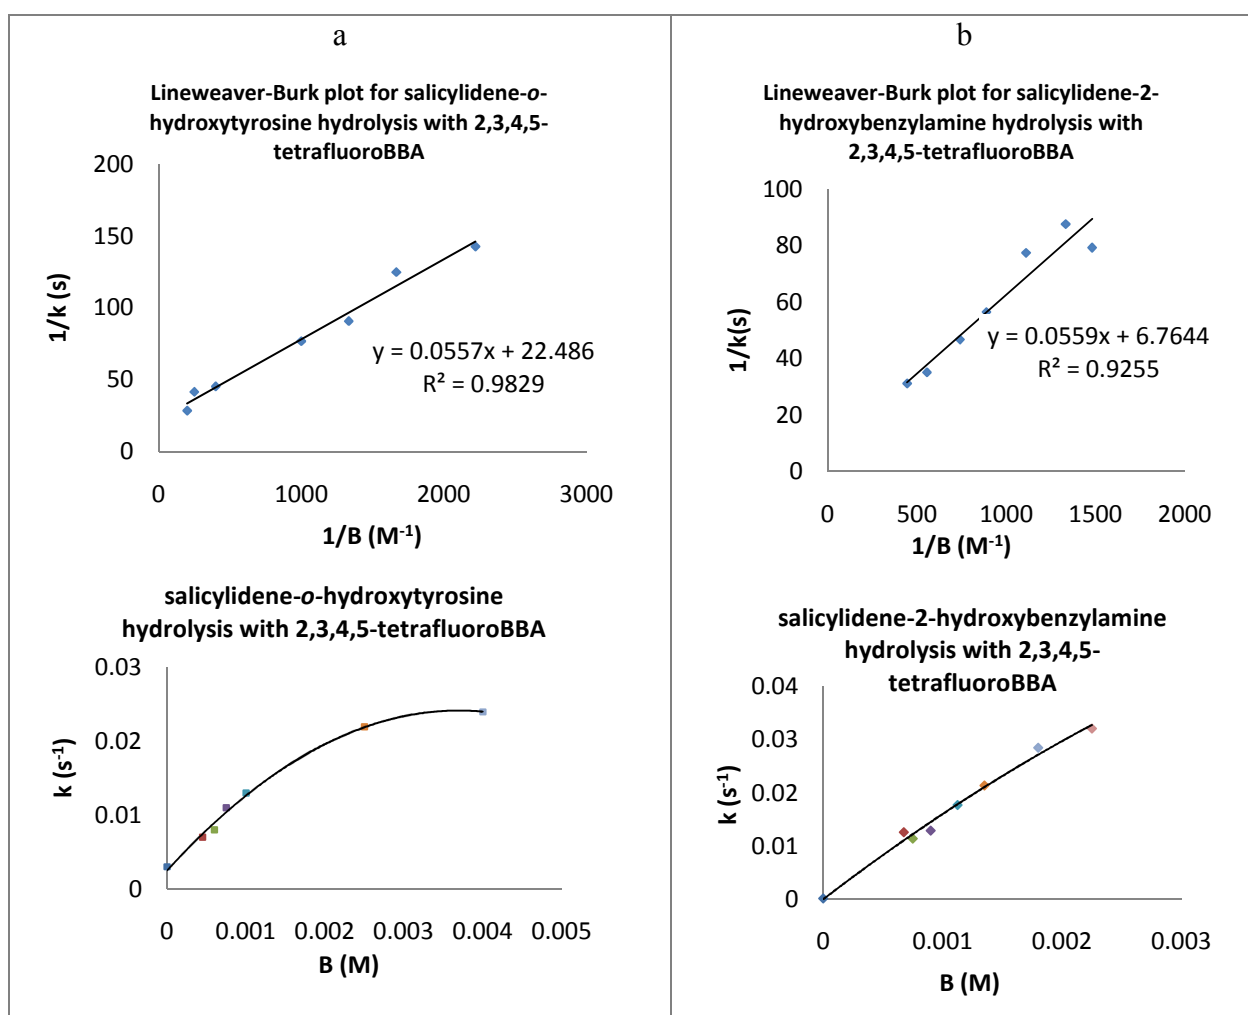 a
Lineweaver-Burk plot for salicylidene-o-
hydroxytyrosine hydrolysis with 2,3,4,5-
tetrafluoroBBA
200
150
100
50
0
1/k (s)
y = 0.0557x + 22.486
R² = 0.9829
0 1000 2000 3000
1/B (M⁻¹)
salicylidene-o-hydroxytyrosine
hydrolysis with 2,3,4,5-tetrafluoroBBA
0.03
0.02
0.01
0
k (s⁻¹)
0 0.001 0.002 0.003 0.004 0.005
B (M)
b
Lineweaver-Burk plot for salicylidene-2-
hydroxybenzylamine hydrolysis with
2,3,4,5-tetrafluoroBBA
100
80
60
40
20
0
1/k(s)
y = 0.0559x + 6.7644
R² = 0.9255
0 500 1000 1500 2000
1/B (M⁻¹)
salicylidene-2-hydroxybenzylamine
hydrolysis with 2,3,4,5-
tetrafluoroBBA
0.04
0.03
0.02
0.01
0
k (s⁻¹)
0 0.001 0.002 0.003
B (M)